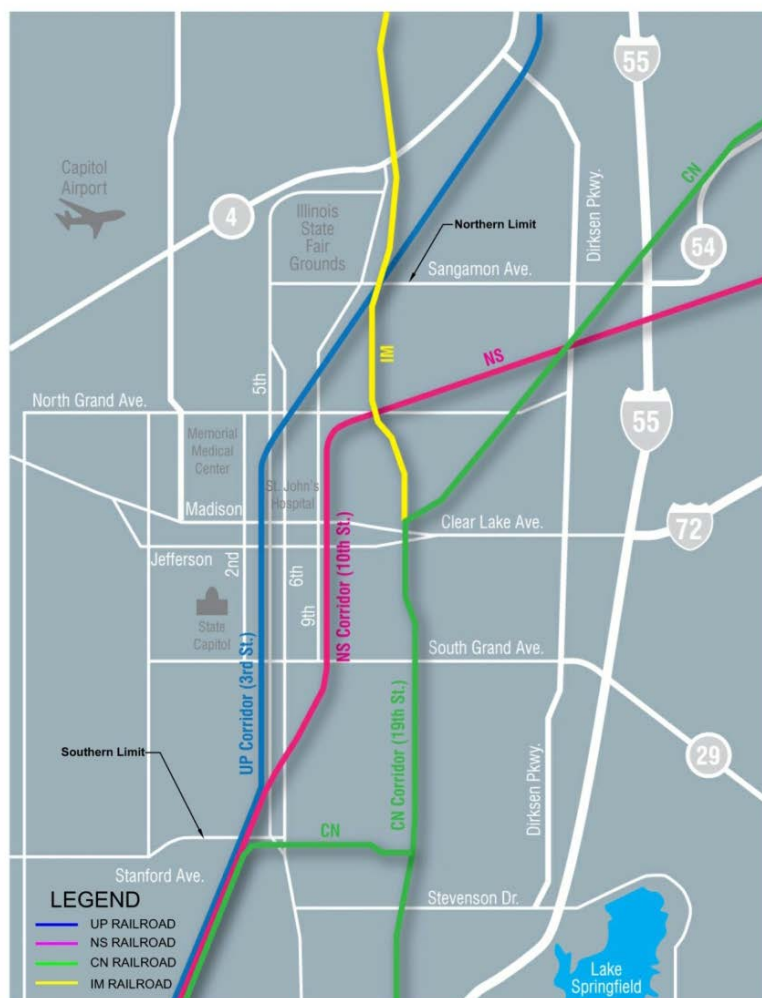 55
CN
Capitol
Airport
4
Illinois
State
Fair
Grounds
Northern Limit
Dirksen Pkwy.
54
Sangamon Ave.
IM
NS
5th
North Grand Ave.
55
Memorial
Medical
Center
St. John's
Hospital
Madison
Clear Lake Ave.
72
Jefferson
2nd
6th
9th
NS Corridor (10th St.)
State
Capitol
South Grand Ave.
UP Corridor (3rd St.)
CN Corridor (19th St.)
Southern Limit
29
Dirksen Pkwy.
CN
Stanford Ave.
Stevenson Dr.
LEGEND
UP RAILROAD
NS RAILROAD
CN RAILROAD
IM RAILROAD
Lake
Springfield